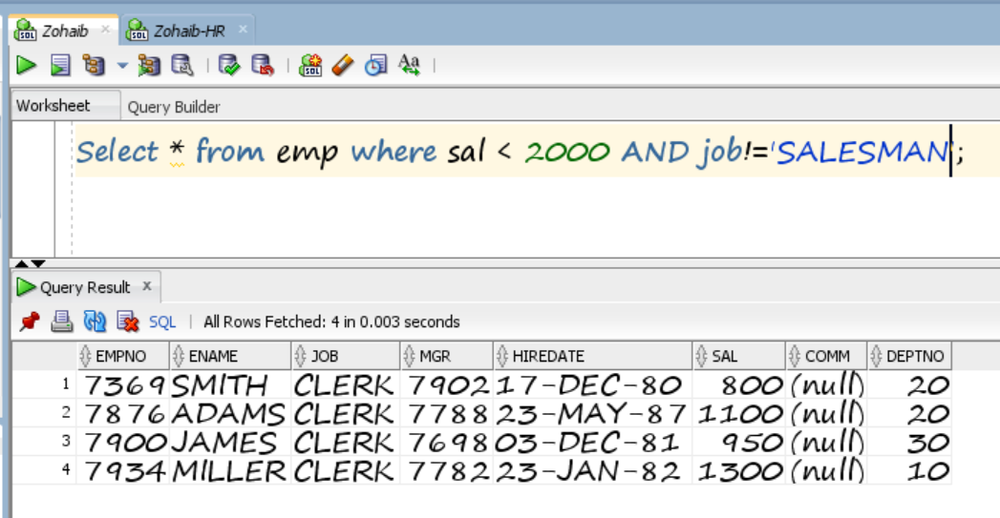 Zohaib Zohaib-HR
Worksheet Query Builder
Select * from emp where sal < 2000 AND job!='SALESMAN';
Query Result
SQL All Rows Fetched: 4 in 0.003 seconds
EMPNO ENAME JOB MGR HIREDATE SAL COMM DEPTNO
1 7369 SMITH CLERK 7902 17-DEC-80 800 (null) 20
2 7876 ADAMS CLERK 7788 23-MAY-87 1100 (null) 20
3 7900 JAMES CLERK 7698 03-DEC-81 950 (null) 30
4 7934 MILLER CLERK 7782 23-JAN-82 1300 (null) 10